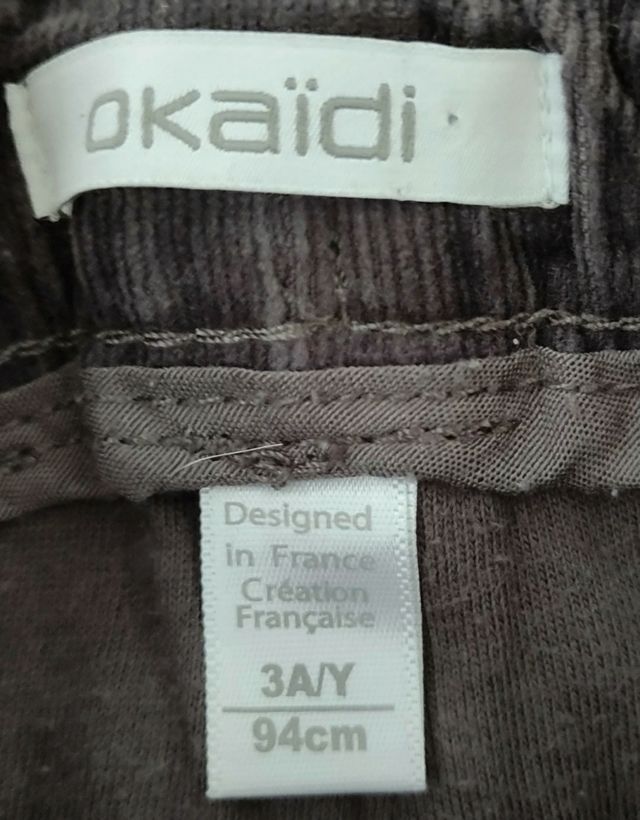 okaïdi
Designed
in France
Création
Française
3A/Y
94cm